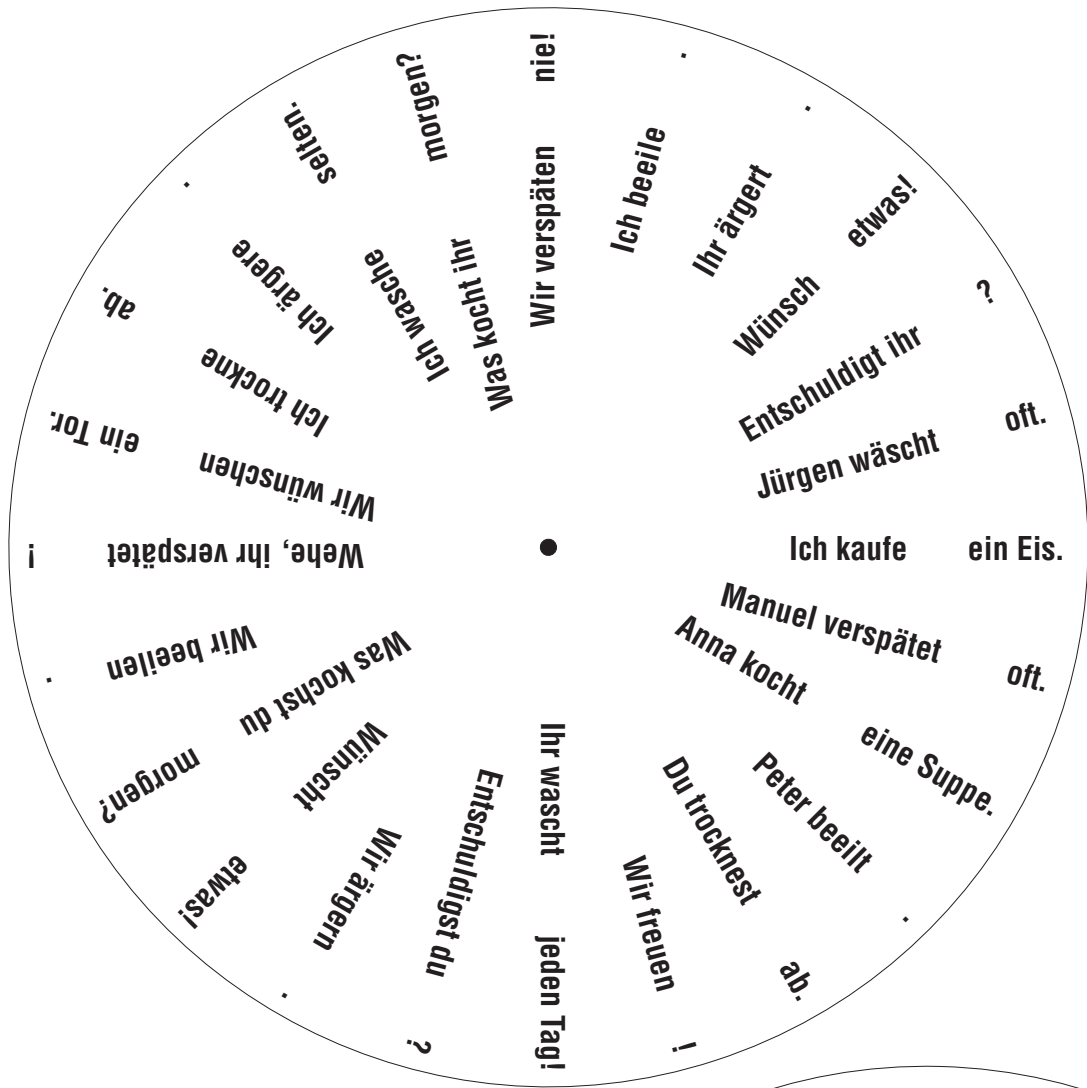 Wir verspäten nie!
Ich beeile .
Ihr ärgert .
Wünsch etwas!
Entschuldigt ihr ?
Jürgen wäscht oft.
Ich kaufe ein Eis.
Manuel verspätet oft.
Anna kocht eine Suppe.
Peter beeilt .
Du trocknest ab.
Wir freuen !
Ihr wascht jeden Tag!
Entschuldigst du ?
Wir ärgern .
Wünscht etwas!
Was kochst du morgen?
Wir beeilen .
Wehe, ihr verspätet !
Wir wünschen ein Tor.
Ich trockne ab.
Ich ärgere .
Ich wasche selten.
Was kocht ihr morgen?